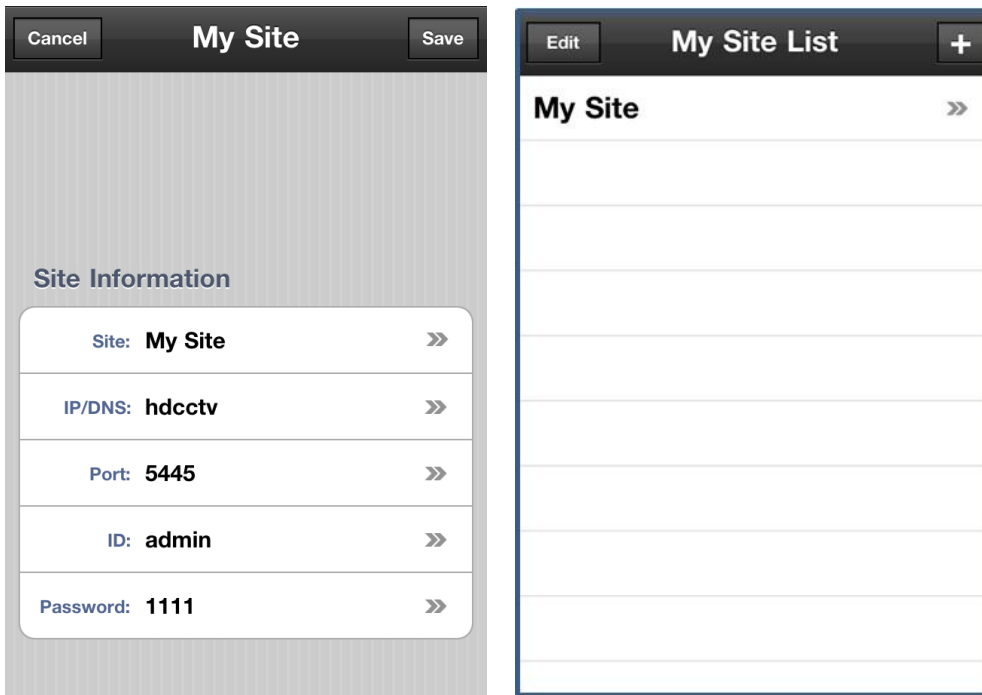 Cancel My Site Save
Site Information
Site: My Site
IP/DNS: hdcctv
Port: 5445
ID: admin
Password: 1111
Edit My Site List +
My Site